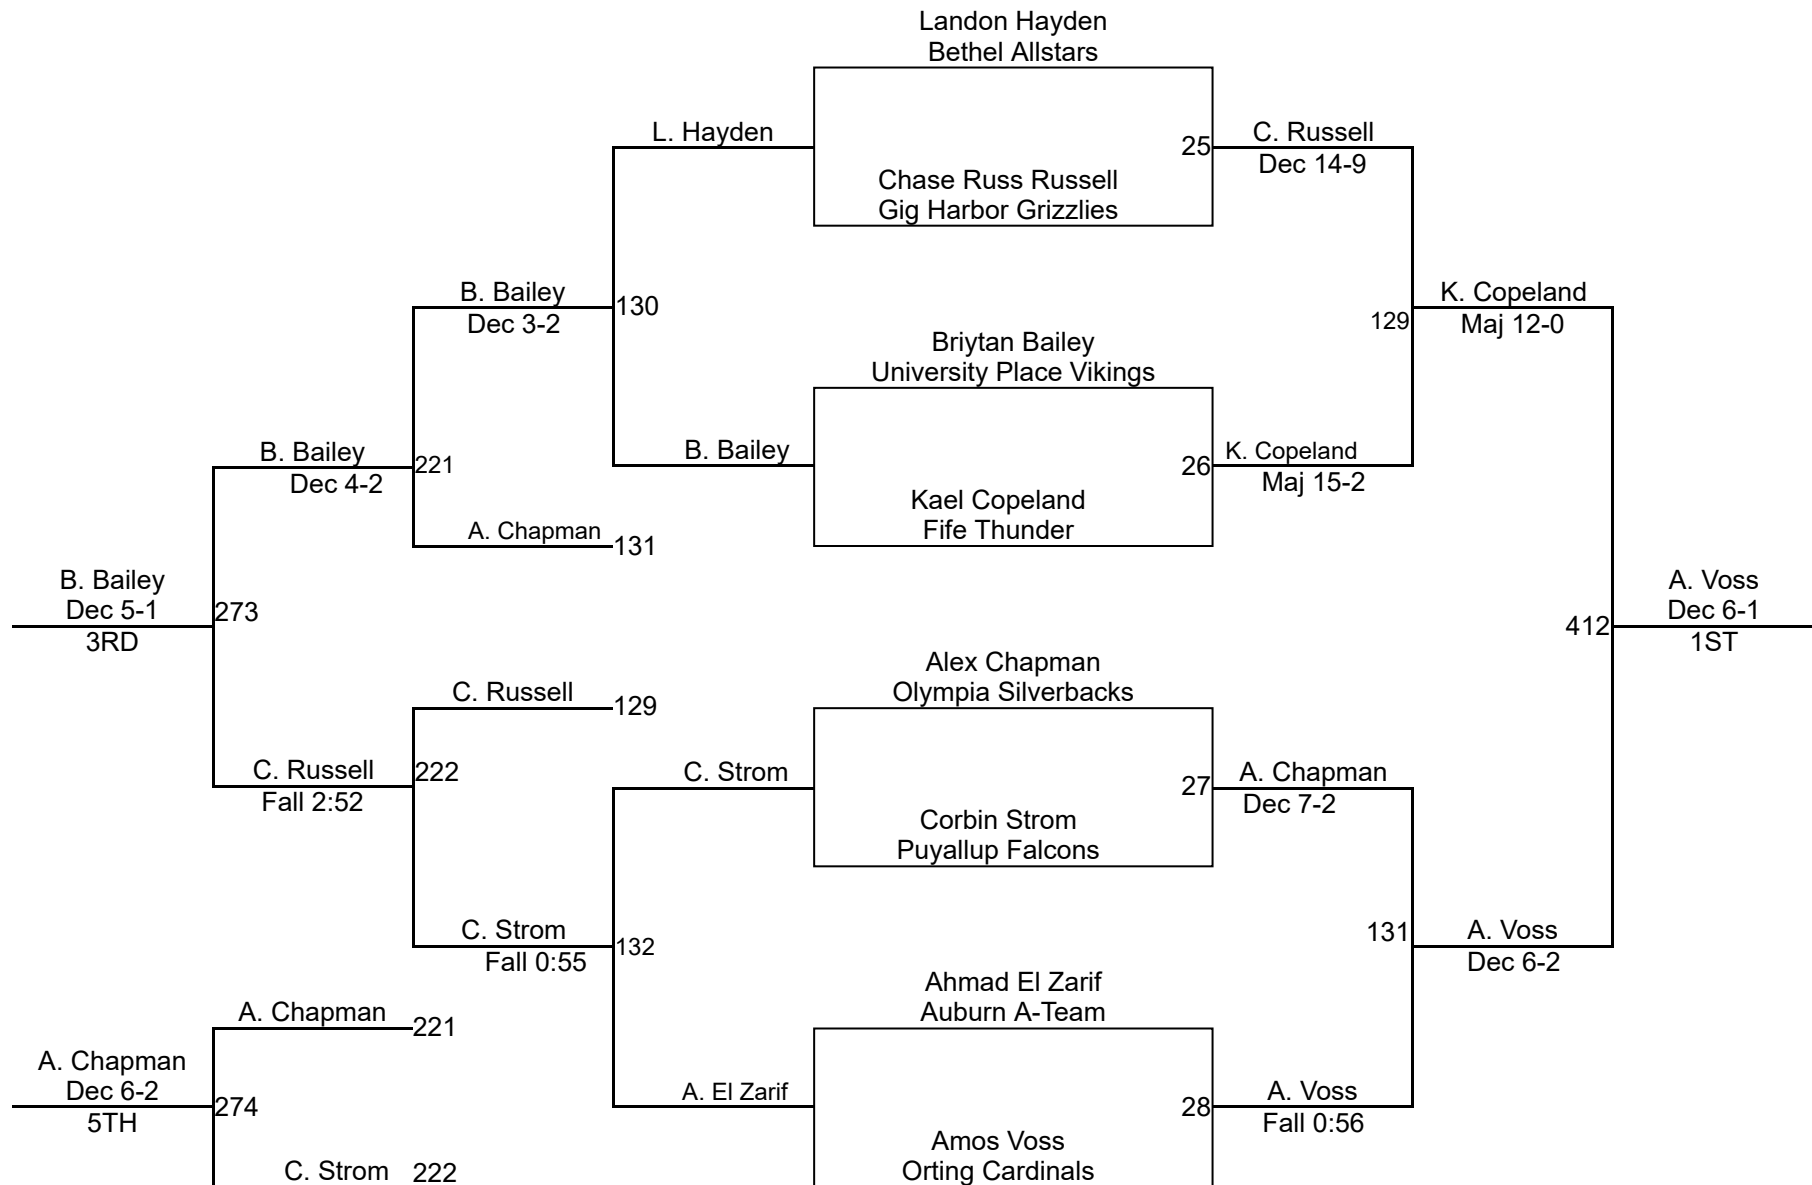 Landon Hayden
Bethel Allstars
L. Hayden
25
C. Russell
Dec 14-9
Chase Russ Russell
Gig Harbor Grizzlies
B. Bailey
Dec 3-2
130
K. Copeland
Maj 12-0
129
Briytan Bailey
University Place Vikings
B. Bailey
Dec 4-2
221
B. Bailey
26
K. Copeland
Maj 15-2
Kael Copeland
Fife Thunder
A. Chapman
131
B. Bailey
Dec 5-1
3RD
273
412
A. Voss
Dec 6-1
1ST
Alex Chapman
Olympia Silverbacks
C. Russell
129
C. Russell
Fall 2:52
222
C. Strom
27
A. Chapman
Dec 7-2
Corbin Strom
Puyallup Falcons
C. Strom
Fall 0:55
132
131
A. Voss
Dec 6-2
Ahmad El Zarif
Auburn A-Team
A. Chapman
221
A. Chapman
Dec 6-2
5TH
274
A. El Zarif
28
A. Voss
Fall 0:56
Amos Voss
Orting Cardinals
C. Strom
222